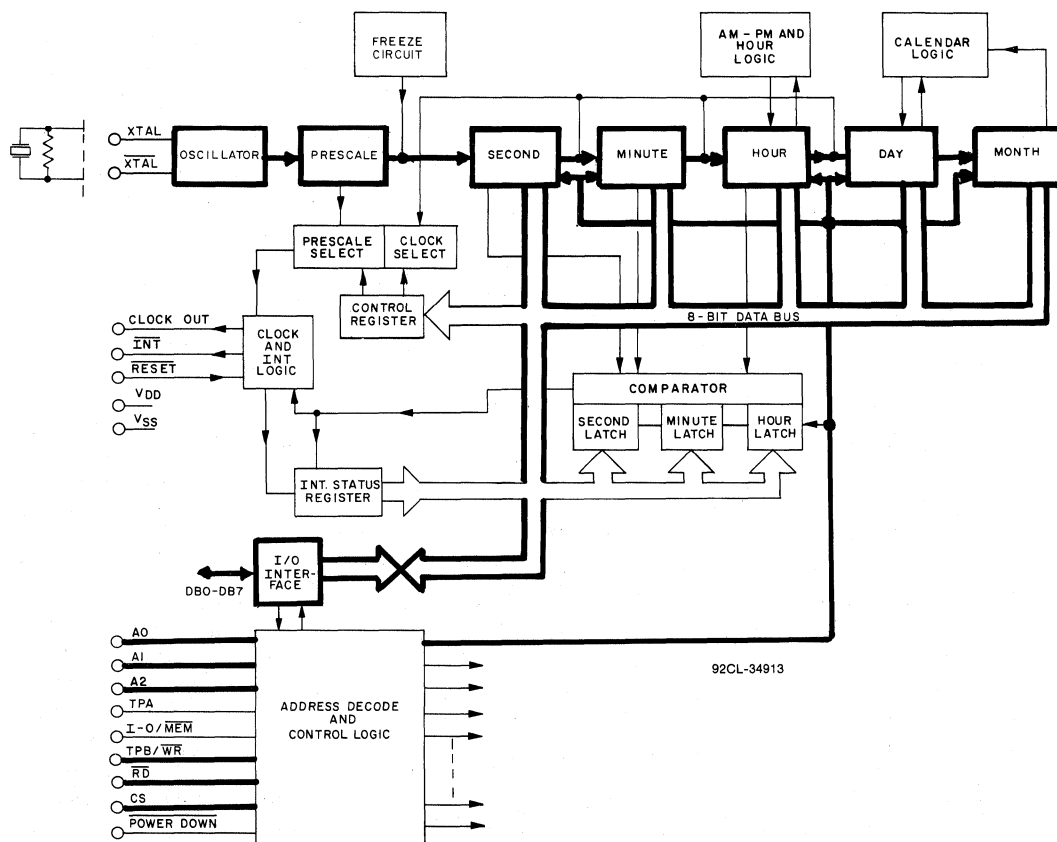 FREEZE
CIRCUIT
AM-PM AND
HOUR
LOGIC
CALENDAR
LOGIC
XTAL
XTAL
OSCILLATOR
PRESCALE
SECOND
MINUTE
HOUR
DAY
MONTH
PRESCALE
SELECT
CLOCK
SELECT
CONTROL
REGISTER
8-BIT DATA BUS
CLOCK OUT
INT
RESET
VDD
VSS
CLOCK
AND
INT
LOGIC
COMPARATOR
SECOND
LATCH
MINUTE
LATCH
HOUR
LATCH
INT. STATUS
REGISTER
I/O
INTER-
FACE
DB0-DB7
A0
A1
A2
TPA
I-O/MEM
TPB/WR
RD
CS
POWER DOWN
ADDRESS DECODE
AND
CONTROL LOGIC
92CL-34913